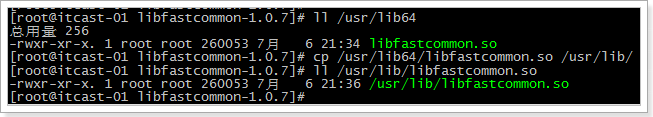 [root@itcast-01 libfastcommon-1.0.7]# ll /usr/lib64
总用量 256
-rwxr-xr-x. 1 root root 260053 7月   6 21:34 libfastcommon.so
[root@itcast-01 libfastcommon-1.0.7]# cp /usr/lib64/libfastcommon.so /usr/lib/
[root@itcast-01 libfastcommon-1.0.7]# ll /usr/lib/libfastcommon.so
-rwxr-xr-x. 1 root root 260053 7月   6 21:36 /usr/lib/libfastcommon.so
[root@itcast-01 libfastcommon-1.0.7]#